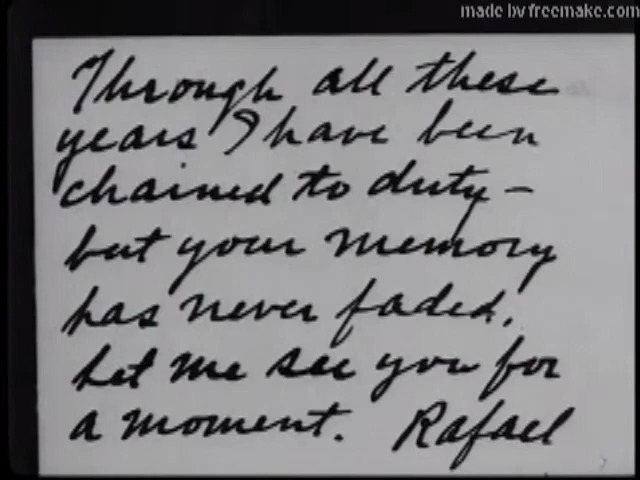 made by freemake.com
Through all these
years I have been
chained to duty –
but your memory
has never faded.
Let me see you for
a moment. Rafael